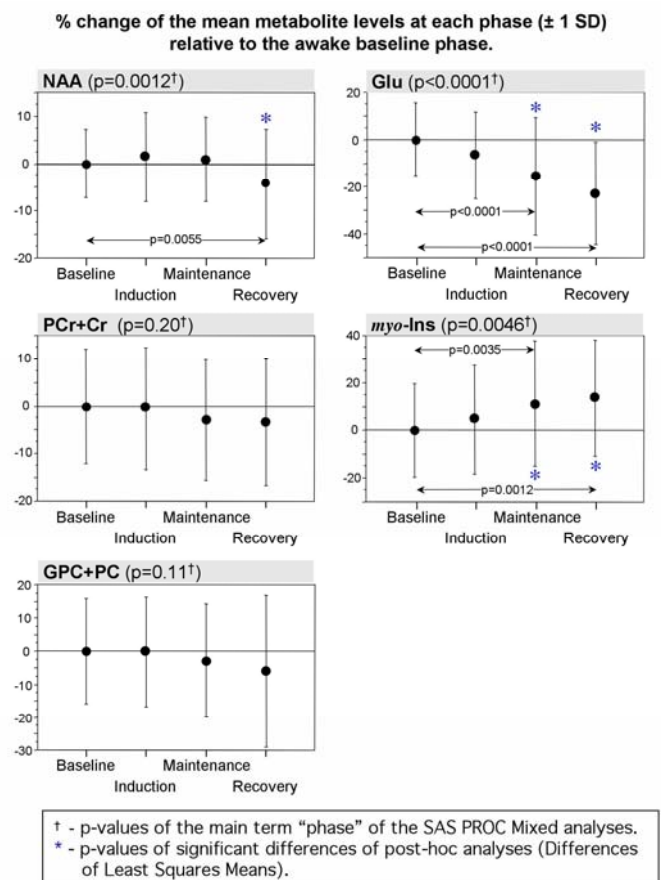 % change of the mean metabolite levels at each phase (± 1 SD)
relative to the awake baseline phase.
NAA (p=0.0012†)
10
0
-10
-20
*
p=0.0055
Baseline
Maintenance
Induction
Recovery
Glu (p<0.0001†)
20
0
-20
-40
*
*
p<0.0001
p<0.0001
Baseline
Maintenance
Induction
Recovery
PCr+Cr (p=0.20†)
10
0
-10
-20
Baseline
Maintenance
Induction
Recovery
myo-Ins (p=0.0046†)
40
20
0
-20
p=0.0035
*
*
p=0.0012
Baseline
Maintenance
Induction
Recovery
GPC+PC (p=0.11†)
20
10
0
-10
-20
-30
Baseline
Maintenance
Induction
Recovery
† - p-values of the main term “phase” of the SAS PROC Mixed analyses.
* - p-values of significant differences of post-hoc analyses (Differences
of Least Squares Means).